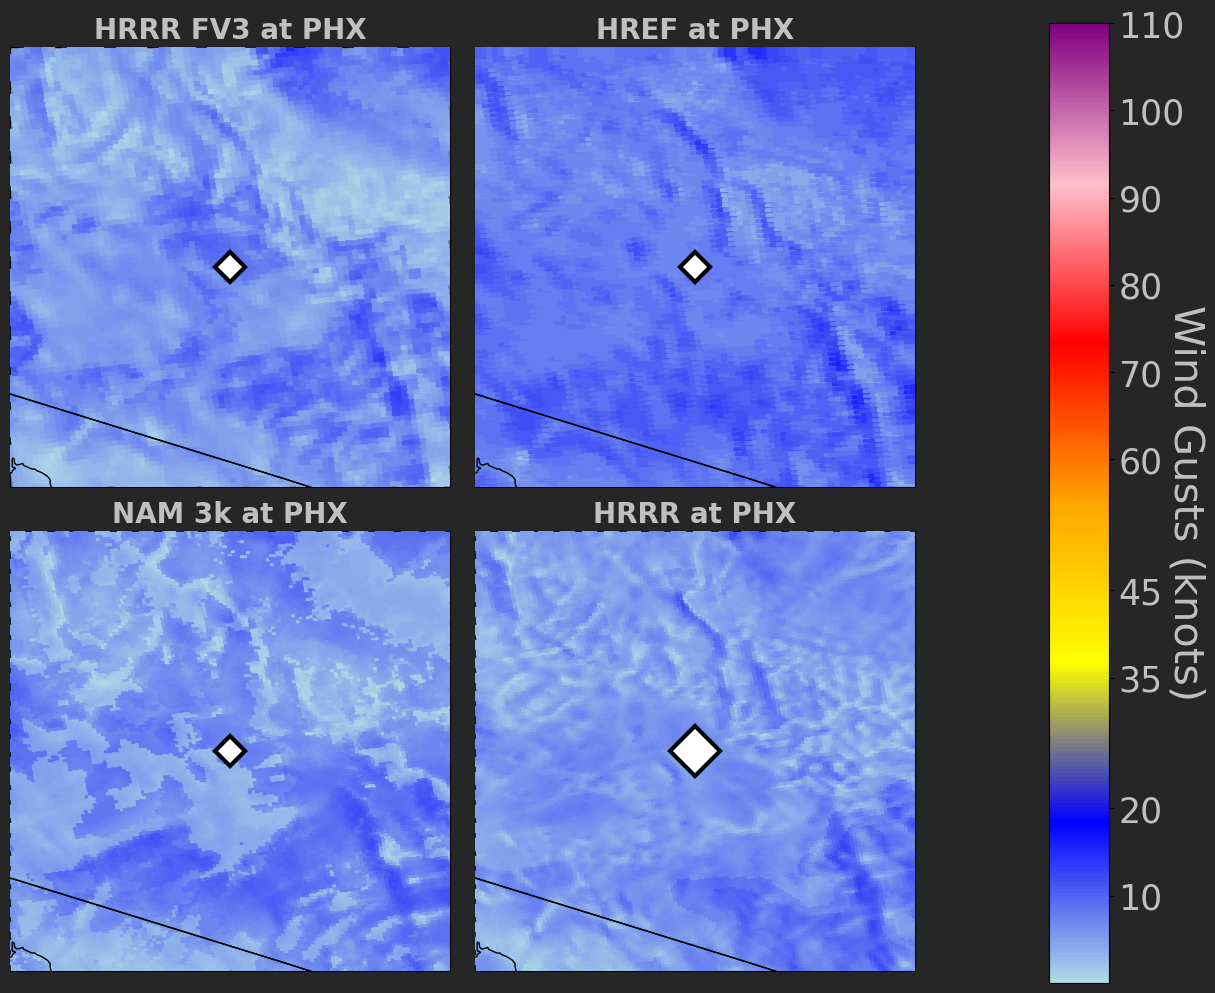 HRRR FV3 at PHX
HREF at PHX
NAM 3k at PHX
HRRR at PHX
110
100
90
80
70
60
45
35
20
10
Wind Gusts (knots)